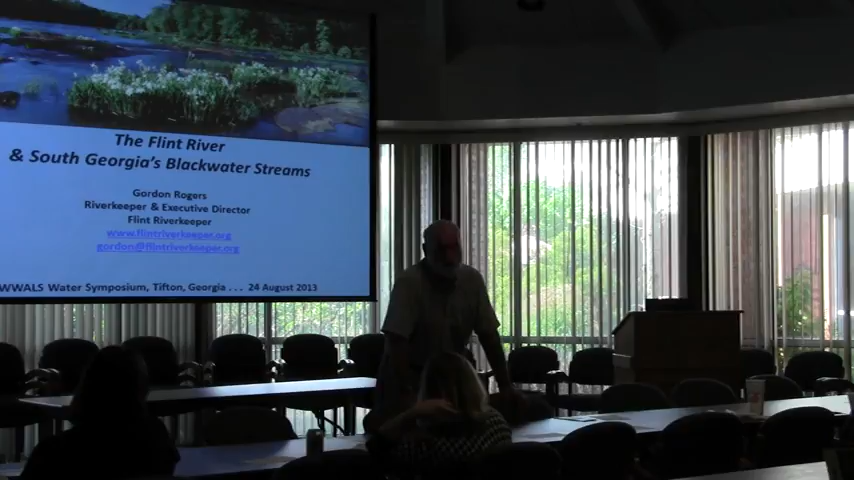 The Flint River
& South Georgia's Blackwater Streams
Gordon Rogers
Riverkeeper & Executive Director
Flint Riverkeeper
www.flintriverkeeper.org
gordon@flintriverkeeper.org
WWALS Water Symposium, Tifton, Georgia . . . 24 August 2013